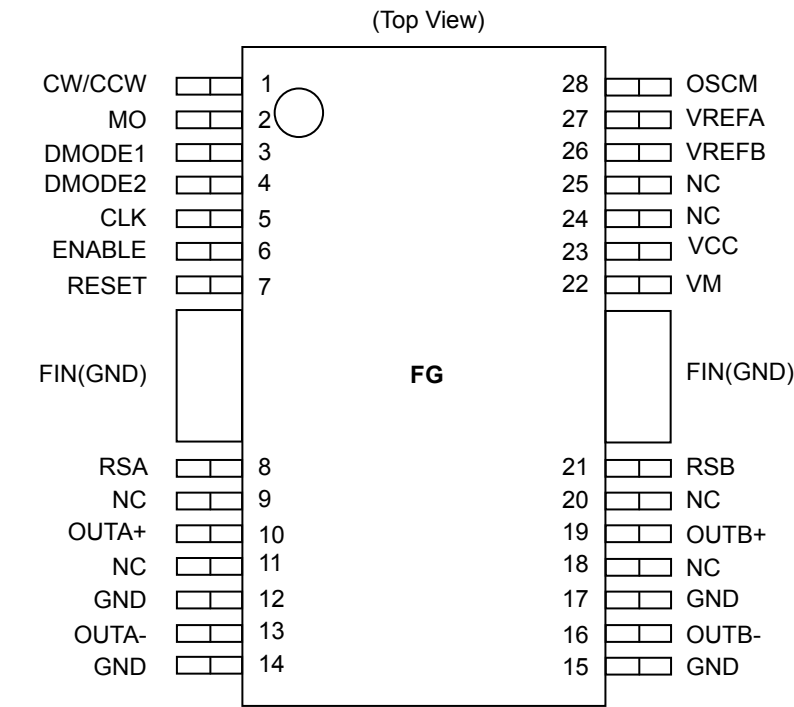 (Top View)
CW/CCW 1 28 OSCM
MO 2 27 VREFA
DMODE1 3 26 VREFB
DMODE2 4 25 NC
CLK 5 24 NC
ENABLE 6 23 VCC
RESET 7 22 VM
FIN(GND) FG FIN(GND)
RSA 8 21 RSB
NC 9 20 NC
OUTA+ 10 19 OUTB+
NC 11 18 NC
GND 12 17 GND
OUTA- 13 16 OUTB-
GND 14 15 GND